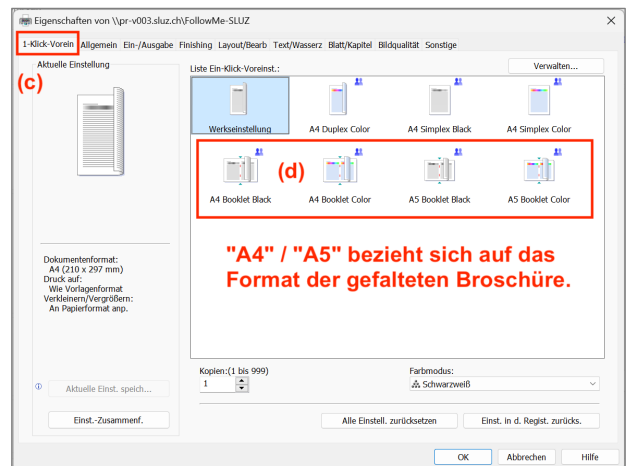 Eigenschaften von \\pr-v003.sluz.ch\FollowMe-SLUZ
1-Klick-Vorein Allgemein Ein-/Ausgabe Finishing Layout/Bearb Text/Wasserz Blatt/Kapitel Bildqualität Sonstige
Aktuelle Einstellung
(c)
Liste Ein-Klick-Voreinst.:
Verwalten...
Werkseinstellung A4 Duplex Color A4 Simplex Black A4 Simplex Color
(d)
A4 Booklet Black A4 Booklet Color A5 Booklet Black A5 Booklet Color
"A4" / "A5" bezieht sich auf das
Format der gefalteten Broschüre.
Dokumentenformat:
A4 (210 x 297 mm)
Druck auf:
Wie Vorlagenformat
Verkleinern/Vergrößern:
An Papierformat anp.
Kopien:(1 bis 999)
1
Farbmodus:
Schwarzweiß
Aktuelle Einst. speich...
Einst.-Zusammenf.
Alle Einstell. zurücksetzen
Einst. in d. Regist. zurücks.
OK Abbrechen Hilfe